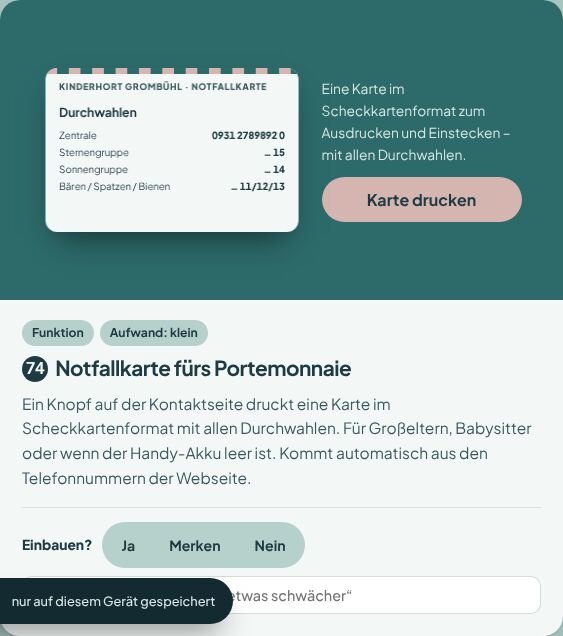 KINDERHORT GROMBÜHL · NOTFALLKARTE
Durchwahlen
Zentrale 0931 2789892 0
Sternengruppe … 15
Sonnengruppe … 14
Bären / Spatzen / Bienen … 11/12/13
Eine Karte im
Scheckkartenformat zum
Ausdrucken und Einstecken –
mit allen Durchwahlen.
Karte drucken
Funktion
Aufwand: klein
74 Notfallkarte fürs Portemonnaie
Ein Knopf auf der Kontaktseite druckt eine Karte im
Scheckkartenformat mit allen Durchwahlen. Für Großeltern, Babysitter
oder wenn der Handy-Akku leer ist. Kommt automatisch aus den
Telefonnummern der Webseite.
Einbauen? Ja Merken Nein
etwas schwächer“
nur auf diesem Gerät gespeichert